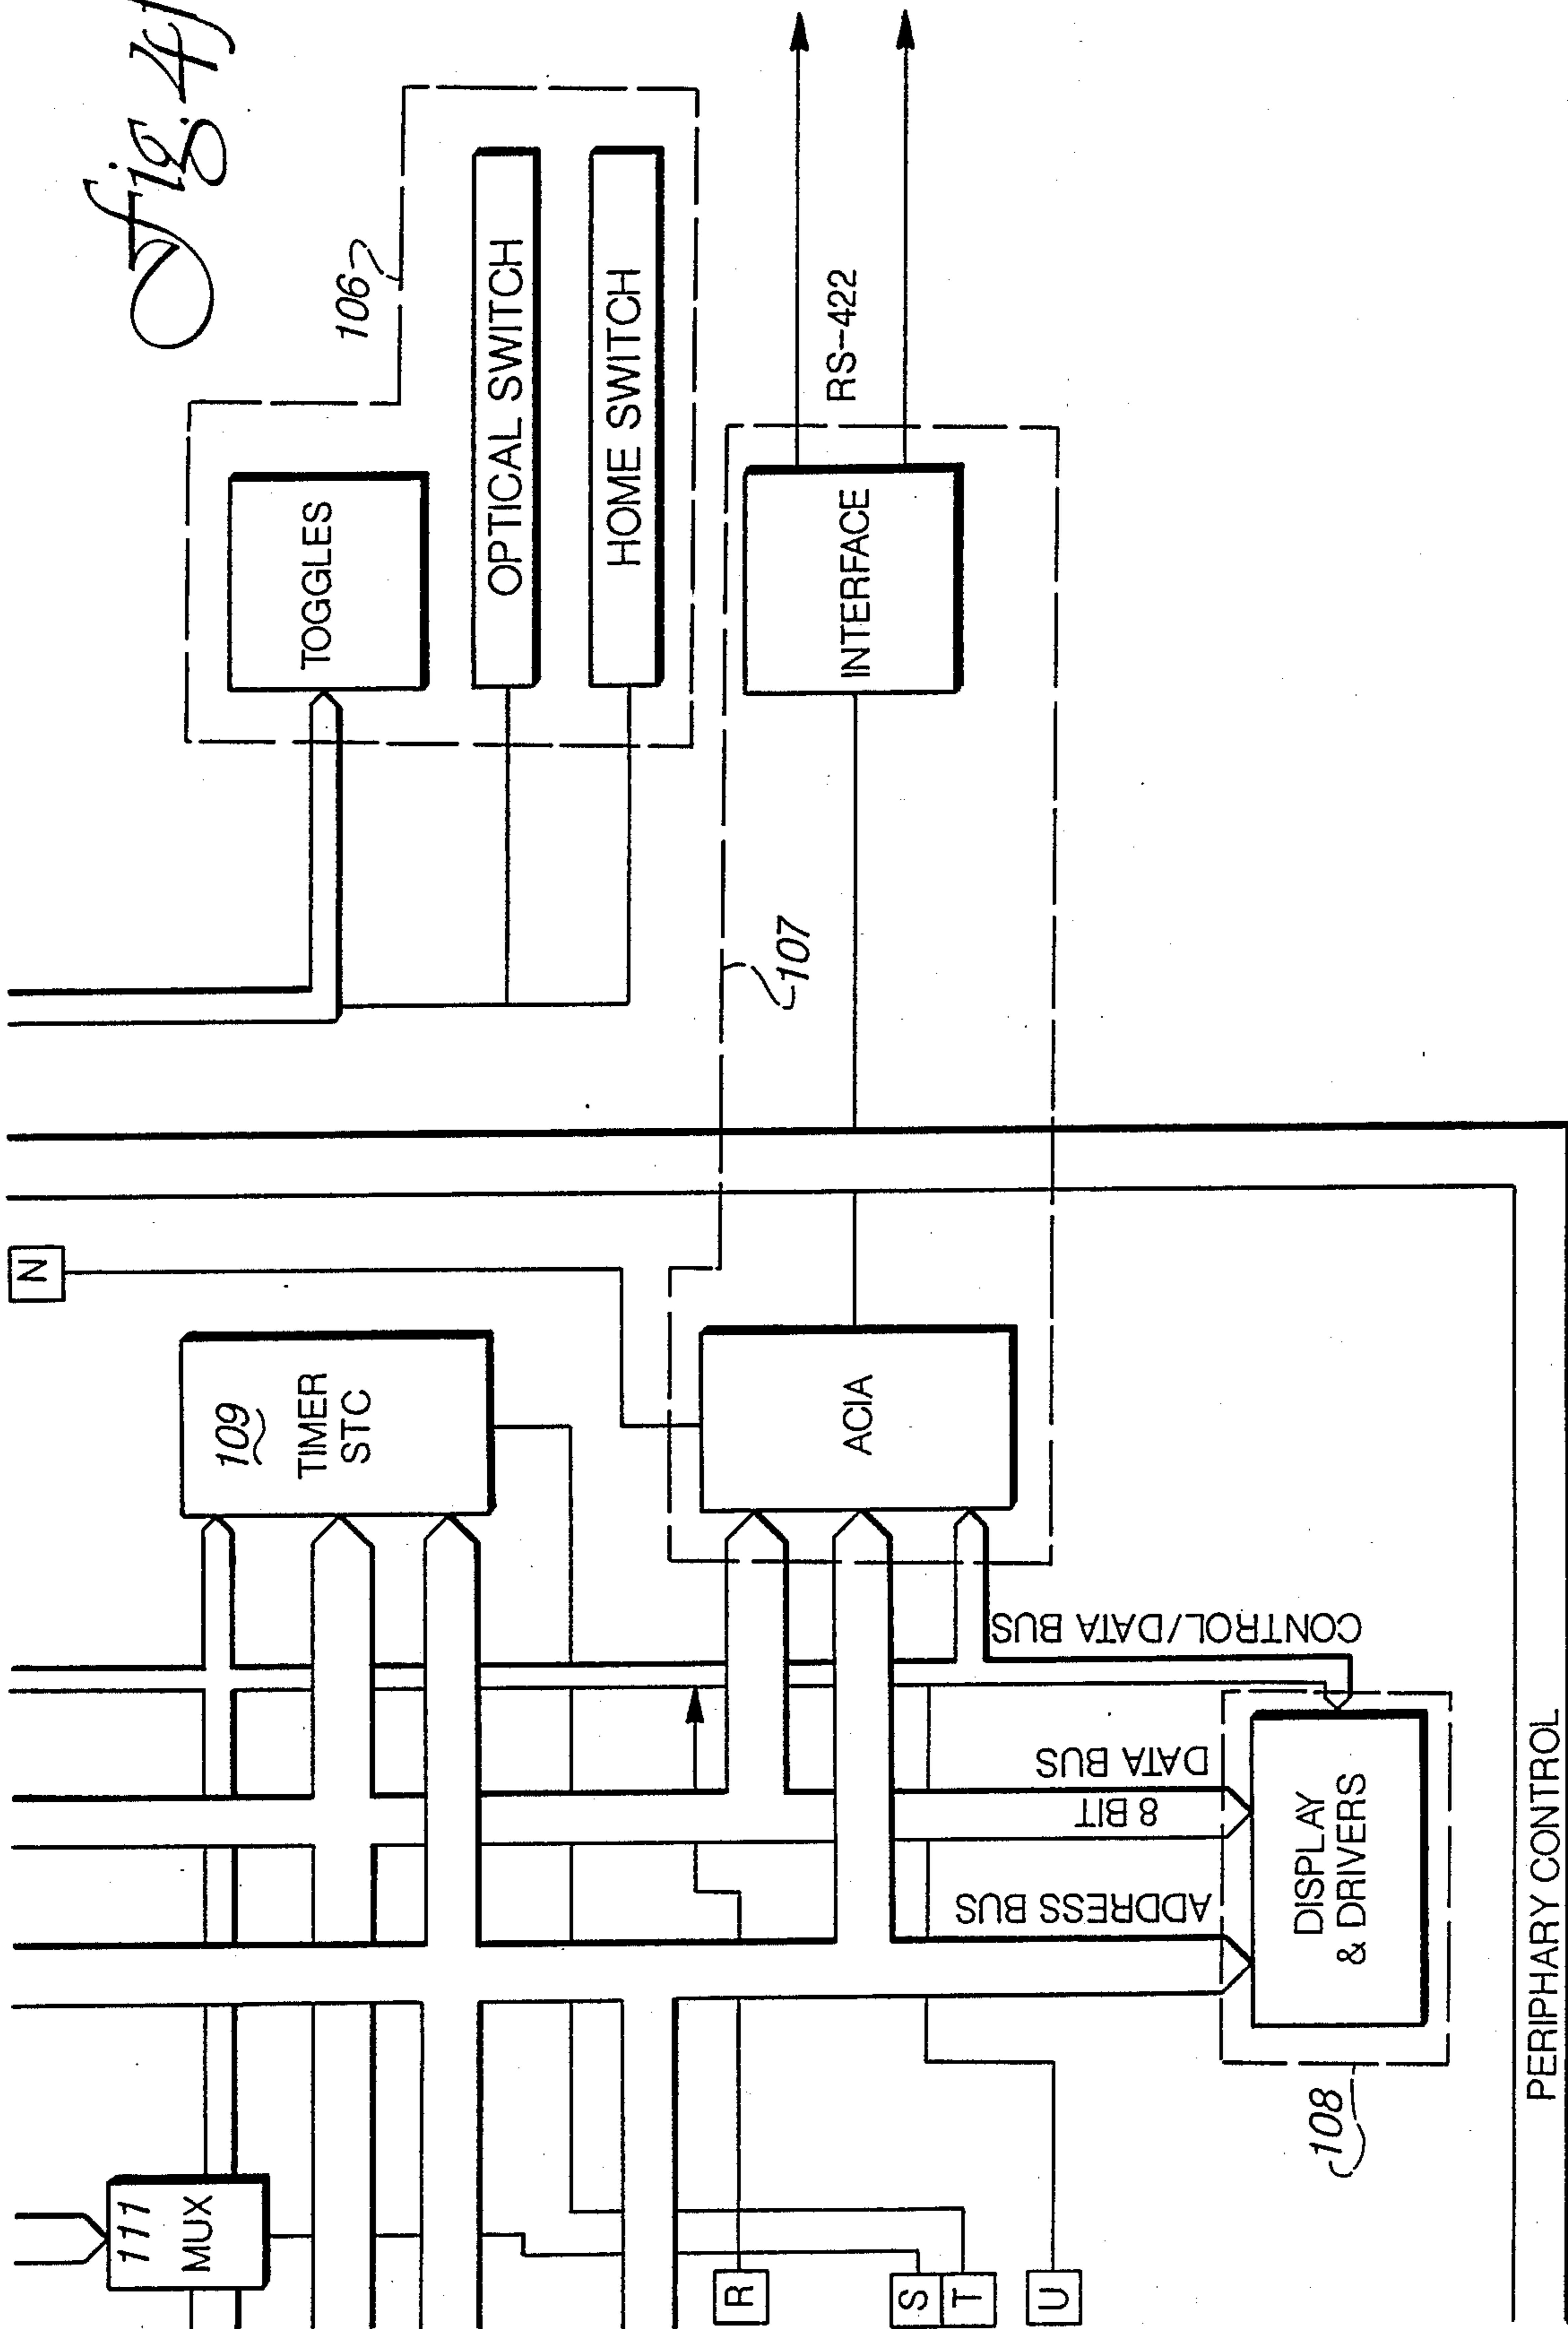 Fig. 4f
106
TOGGLES
OPTICAL SWITCH
HOME SWITCH
RS-422
INTERFACE
107
N
109
TIMER
STC
ACIA
CONTROL/DATA BUS
DATA BUS
8 BIT
ADDRESS BUS
DISPLAY
& DRIVERS
108
111
MUX
R
S
T
U
PERIPHARY CONTROL